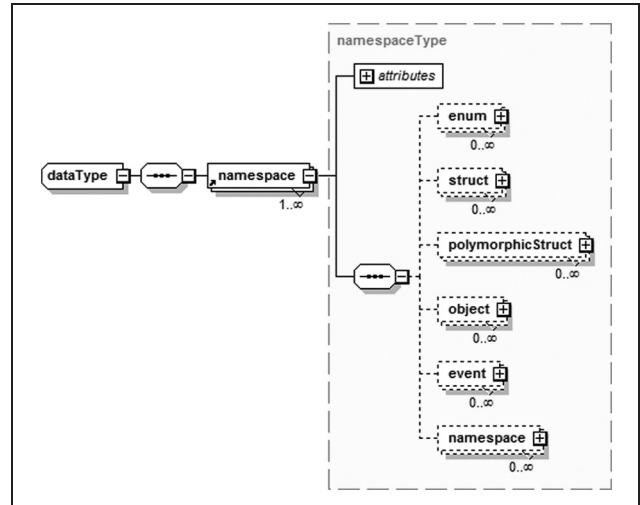 namespaceType
attributes
enum
0..∞
dataType
namespace
1..∞
struct
0..∞
polymorphicStruct
0..∞
object
0..∞
event
0..∞
namespace
0..∞